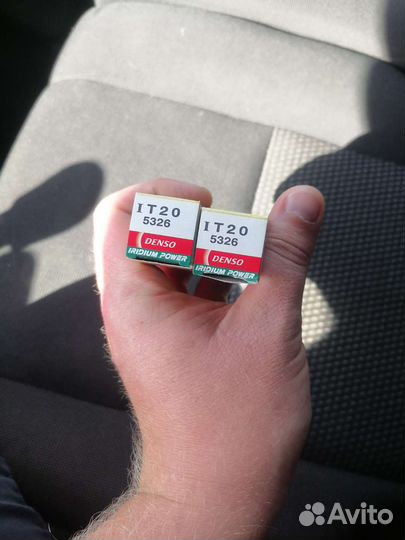 IT20
5326
DENSO
IRIDIUM POWER
IT20
5326
DENSO
IRIDIUM POWER
Avito